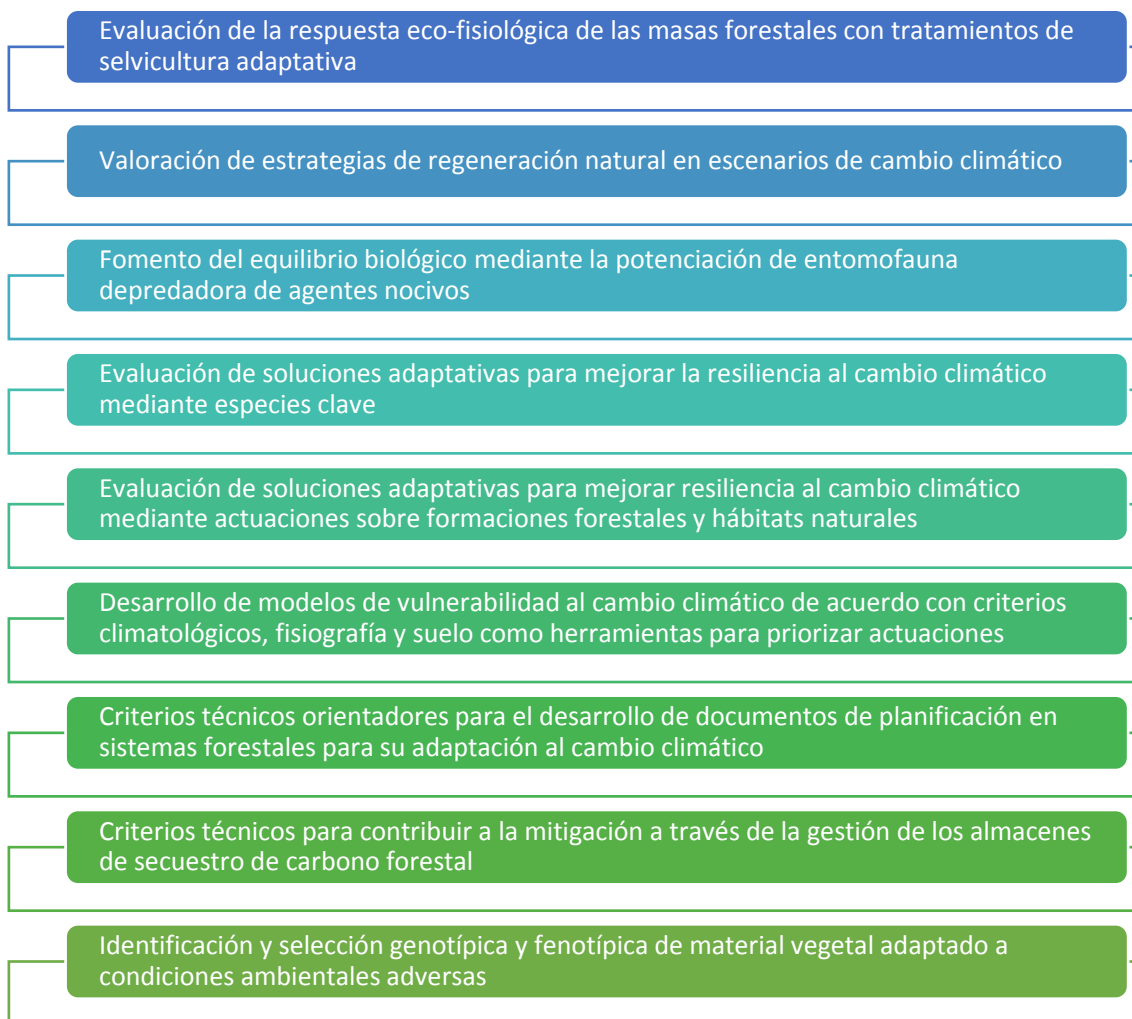 Evaluación de la respuesta eco-fisiológica de las masas forestales con tratamientos de
selvicultura adaptativa
Valoración de estrategias de regeneración natural en escenarios de cambio climático
Fomento del equilibrio biológico mediante la potenciación de entomofauna
depredadora de agentes nocivos
Evaluación de soluciones adaptativas para mejorar la resiliencia al cambio climático
mediante especies clave
Evaluación de soluciones adaptativas para mejorar resiliencia al cambio climático
mediante actuaciones sobre formaciones forestales y hábitats naturales
Desarrollo de modelos de vulnerabilidad al cambio climático de acuerdo con criterios
climatológicos, fisiografía y suelo como herramientas para priorizar actuaciones
Criterios técnicos orientadores para el desarrollo de documentos de planificación en
sistemas forestales para su adaptación al cambio climático
Criterios técnicos para contribuir a la mitigación a través de la gestión de los almacenes
de secuestro de carbono forestal
Identificación y selección genotípica y fenotípica de material vegetal adaptado a
condiciones ambientales adversas